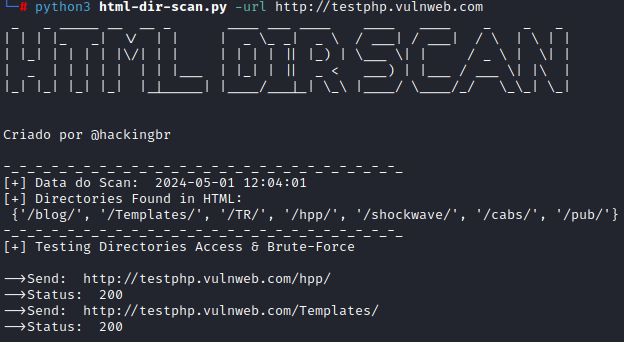 └─# python3 html-dir-scan.py -url http://testphp.vulnweb.com
HTML DIR SCAN
Criado por @hackingbr
-_-_-_-_-_-_-_-_-_-_-_-_-_-_-_-_-_-_-_-_
[+] Data do Scan:  2024-05-01 12:04:01
[+] Directories Found in HTML:
{'/blog/', '/Templates/', '/TR/', '/hpp/', '/shockwave/', '/cabs/', '/pub/'}
-_-_-_-_-_-_-_-_-_-_-_-_-_-_-_-_-_-_-_-_
[+] Testing Directories Access & Brute-Force
-->Send:  http://testphp.vulnweb.com/hpp/
-->Status:  200
-->Send:  http://testphp.vulnweb.com/Templates/
-->Status:  200